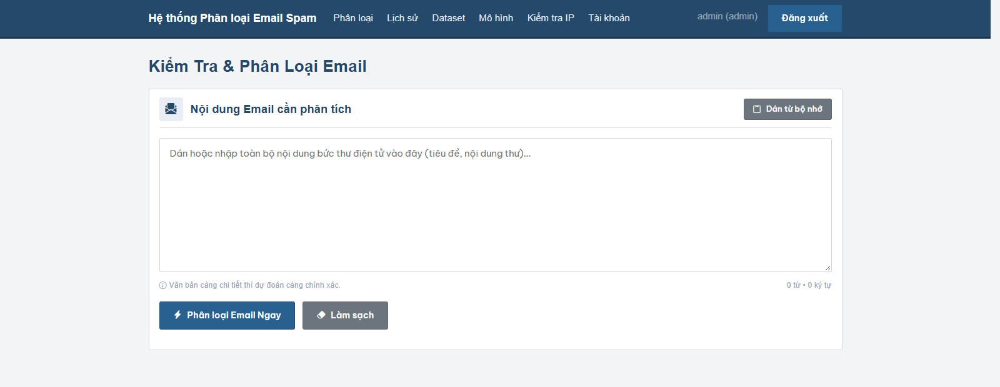 Hệ thống Phân loại Email Spam Phân loại Lịch sử Dataset Mô hình Kiểm tra IP Tài khoản admin (admin) Đăng xuất
Kiểm Tra & Phân Loại Email
Nội dung Email cần phân tích Dán từ bộ nhớ
Dán hoặc nhập toàn bộ nội dung bức thư điện tử vào đây (tiêu đề, nội dung thư)...
Văn bản càng chi tiết thì dự đoán càng chính xác. 0 từ • 0 ký tự
Phân loại Email Ngay Làm sạch